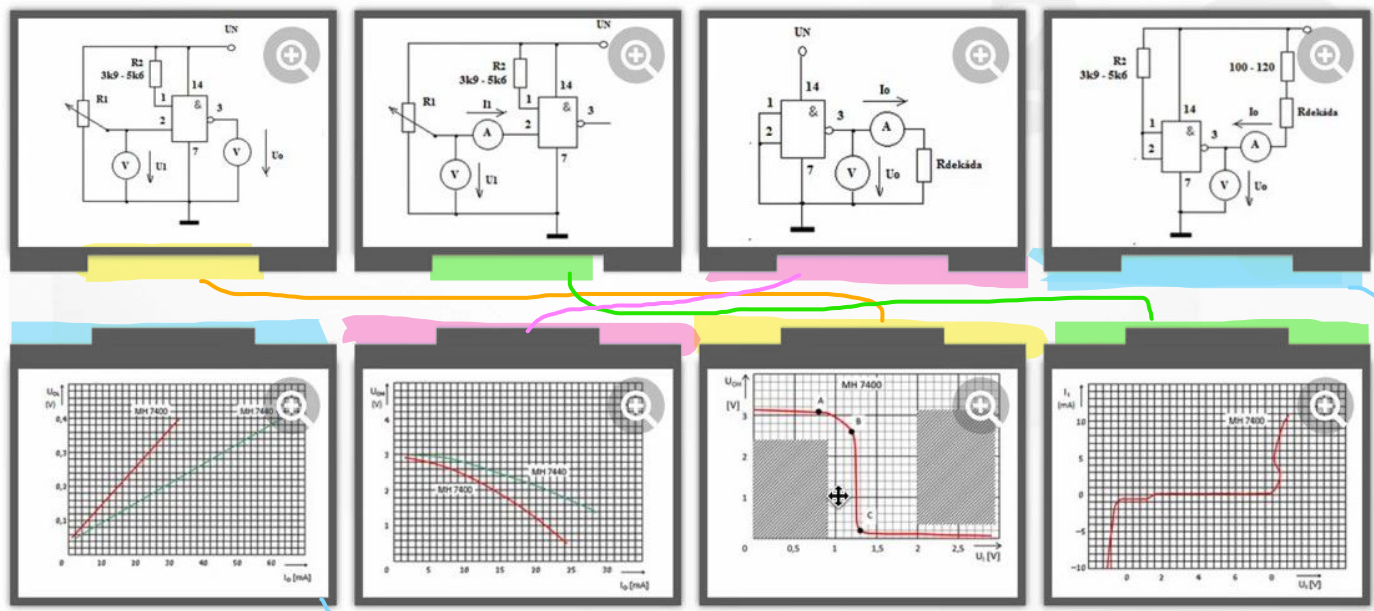 UN
R2
3k9 - 5k6
14
R1
1
&
3
2
V
U1
7
V
Uo
UN
R2
3k9 - 5k6
14
R1
I1
1
&
3
2
A
V
U1
7
UN
14
Io
1
&
3
2
A
7
V
Uo
Rdekáda
R2
3k9 - 5k6
100 - 120
14
Rdekáda
Io
1
&
3
2
A
7
V
Uo
UOL
(V)
MH 7400
MH 7440
0,4
0,3
0,2
0,1
0 10 20 30 40 50 60
IO [mA]
UOH
(V)
4
3
2
1
MH 7440
MH 7400
0 5 10 15 20 25 30
IO [mA]
UOH
[V]
MH 7400
A
B
C
3
2
1
0 0,5 1 1,5 2 2,5
UI [V]
II
(mA)
MH 7400
10
5
0
-5
-10
0 2 4 6 8
UI [V]